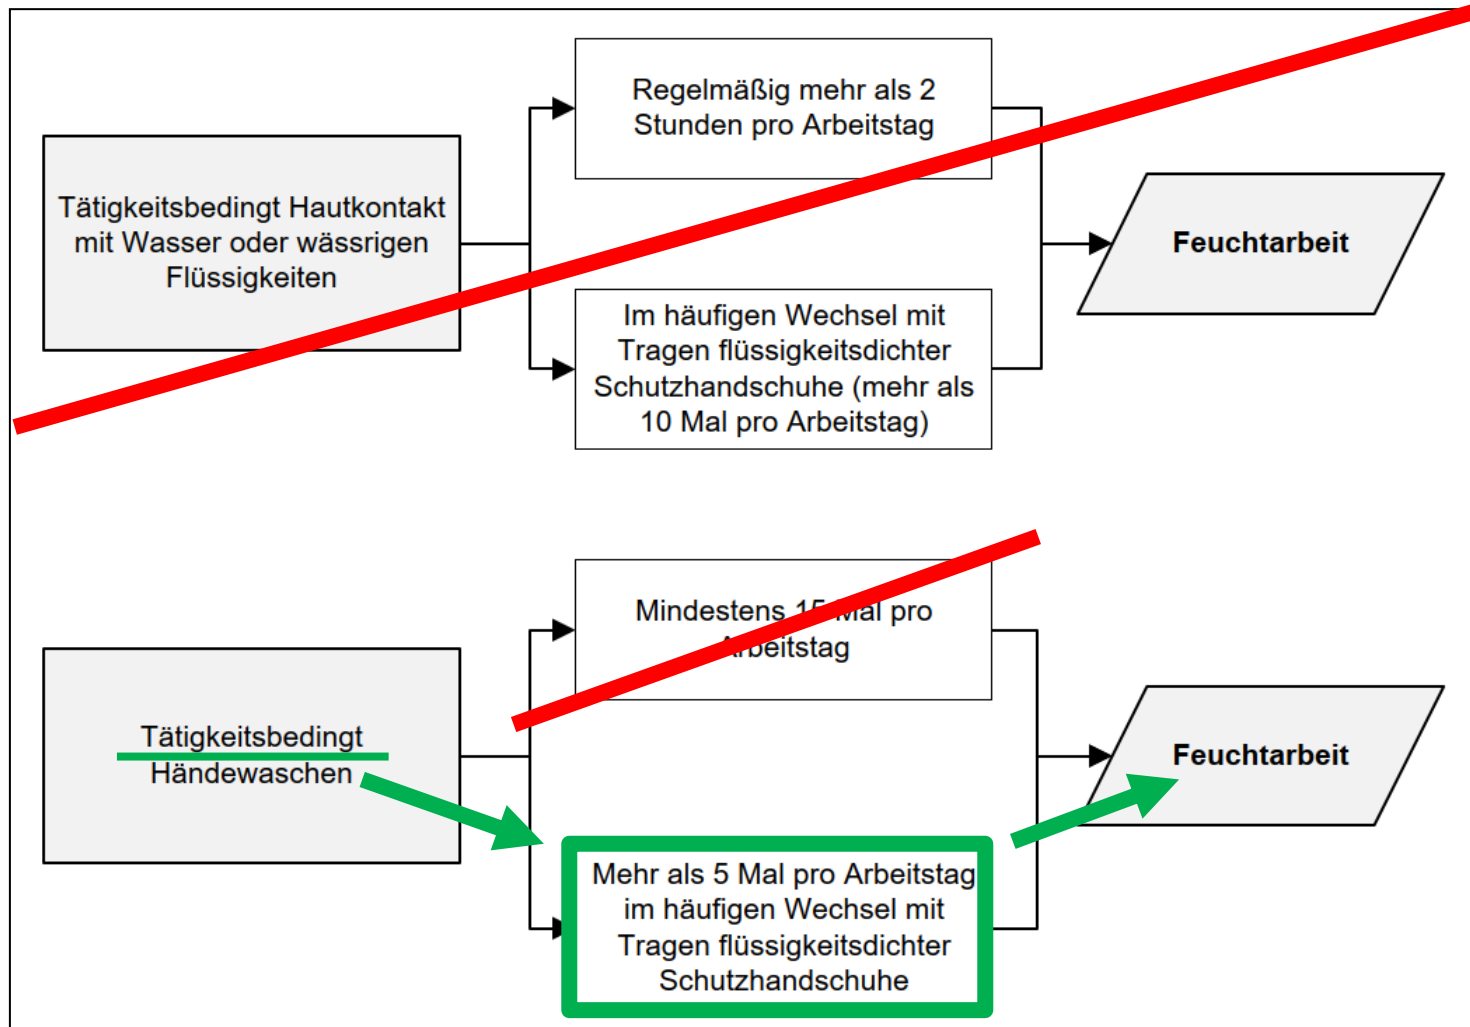 Regelmäßig mehr als 2
Stunden pro Arbeitstag
Tätigkeitsbedingt Hautkontakt
mit Wasser oder wässrigen
Flüssigkeiten
Feuchtarbeit
Im häufigen Wechsel mit
Tragen flüssigkeitsdichter
Schutzhandschuhe (mehr als
10 Mal pro Arbeitstag)
Mindestens 15 Mal pro
Arbeitstag
Tätigkeitsbedingt
Händewaschen
Feuchtarbeit
Mehr als 5 Mal pro Arbeitstag
im häufigen Wechsel mit
Tragen flüssigkeitsdichter
Schutzhandschuhe